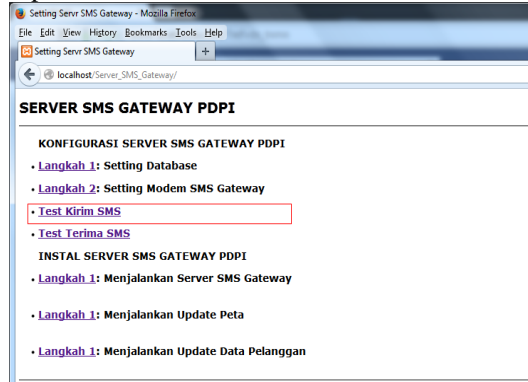 Setting Servr SMS Gateway - Mozilla Firefox
File Edit View History Bookmarks Tools Help
Setting Servr SMS Gateway +
localhost/Server_SMS_Gateway/
SERVER SMS GATEWAY PDPI
KONFIGURASI SERVER SMS GATEWAY PDPI
• Langkah 1: Setting Database
• Langkah 2: Setting Modem SMS Gateway
• Test Kirim SMS
• Test Terima SMS
INSTAL SERVER SMS GATEWAY PDPI
• Langkah 1: Menjalankan Server SMS Gateway
• Langkah 1: Menjalankan Update Peta
• Langkah 1: Menjalankan Update Data Pelanggan